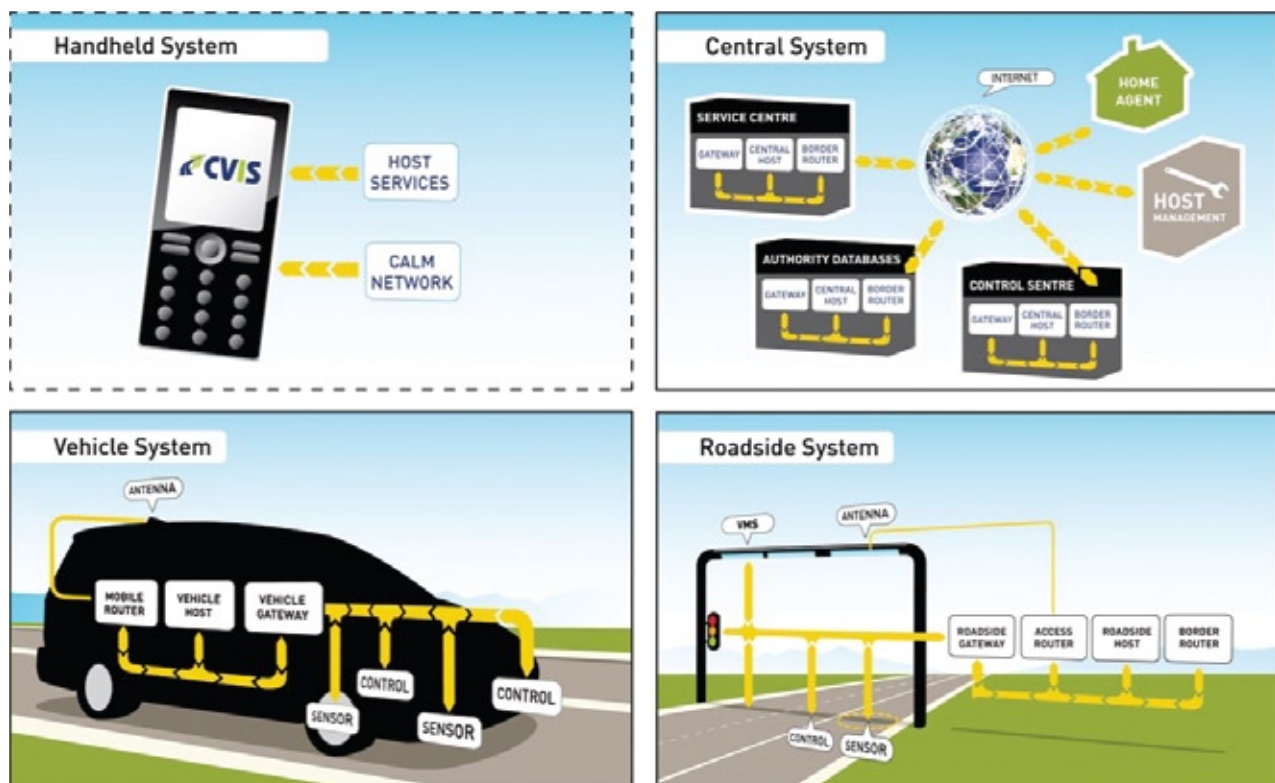 Handheld System
CVIS
HOST
SERVICES
CALM
NETWORK
Central System
INTERNET
HOME
AGENT
SERVICE CENTRE
GATEWAY
CENTRAL
HOST
BORDER
ROUTER
HOST
MANAGEMENT
AUTHORITY DATABASES
GATEWAY
CENTRAL
HOST
BORDER
ROUTER
CONTROL SENTRE
GATEWAY
CENTRAL
HOST
BORDER
ROUTER
Vehicle System
ANTENNA
MOBILE
ROUTER
VEHICLE
HOST
VEHICLE
GATEWAY
SENSOR
CONTROL
SENSOR
CONTROL
Roadside System
VMS
ANTENNA
ROADSIDE
GATEWAY
ACCESS
ROUTER
ROADSIDE
HOST
BORDER
ROUTER
CONTROL
SENSOR